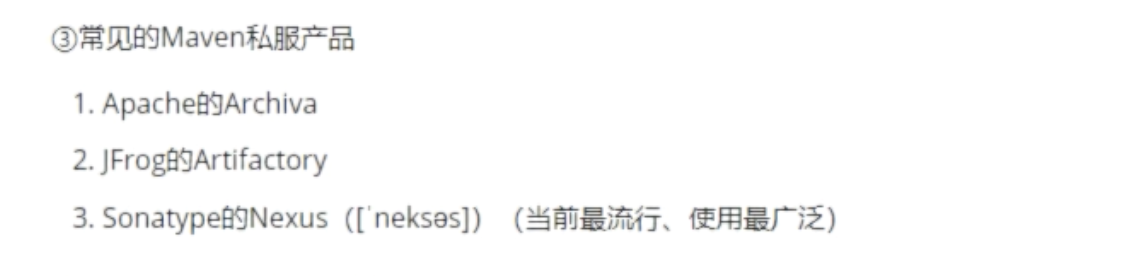 ③常见的Maven私服产品
1. Apache的Archiva
2. JFrog的Artifactory
3. Sonatype的Nexus（[ˈneksəs]）（当前最流行、使用最广泛）